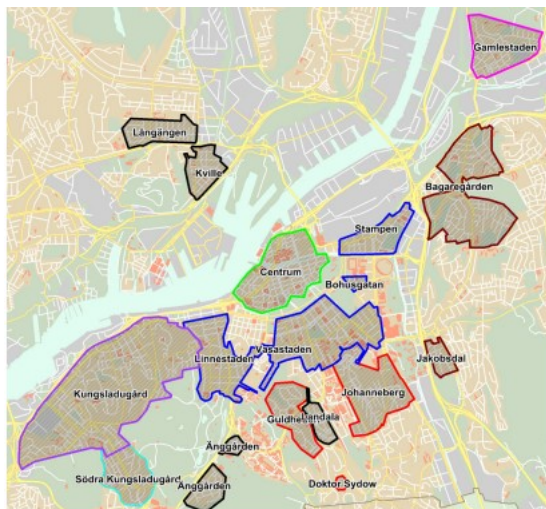 Gamlestaden
Långängen
Kville
Bagaregården
Stampen
Centrum
Bohusgatan
Linnestaden
Vasastaden
Jakobsdal
Kungsladugård
Johanneberg
Guldheden
Landala
Änggården
Södra Kungsladugård
Änggården
Doktor Sydow